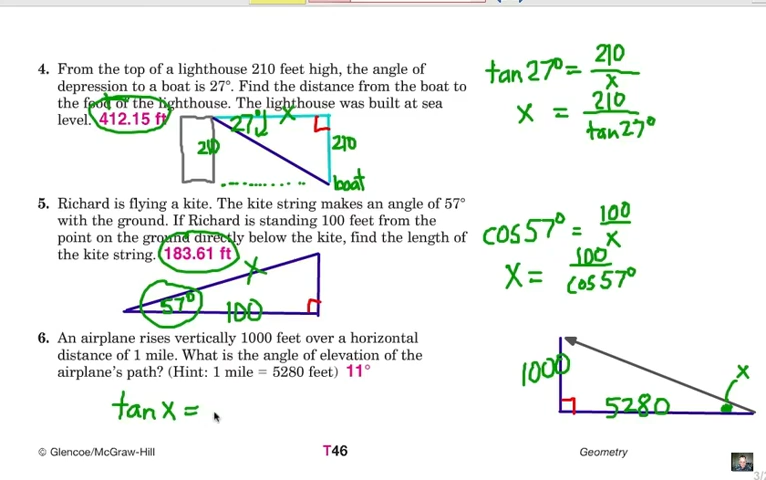 4. From the top of a lighthouse 210 feet high, the angle of
depression to a boat is 27°. Find the distance from the boat to
the foot of the lighthouse. The lighthouse was built at sea
level. 412.15 ft
27° x
210
210
boat
tan 27° = 210/x
x = 210/tan 27°
5. Richard is flying a kite. The kite string makes an angle of 57°
with the ground. If Richard is standing 100 feet from the
point on the ground directly below the kite, find the length of
the kite string. 183.61 ft
x
57°
100
cos 57° = 100/x
x = 100/cos 57°
6. An airplane rises vertically 1000 feet over a horizontal
distance of 1 mile. What is the angle of elevation of the
airplane's path? (Hint: 1 mile = 5280 feet) 11°
tan x =
1000
5280
x
© Glencoe/McGraw-Hill T46 Geometry